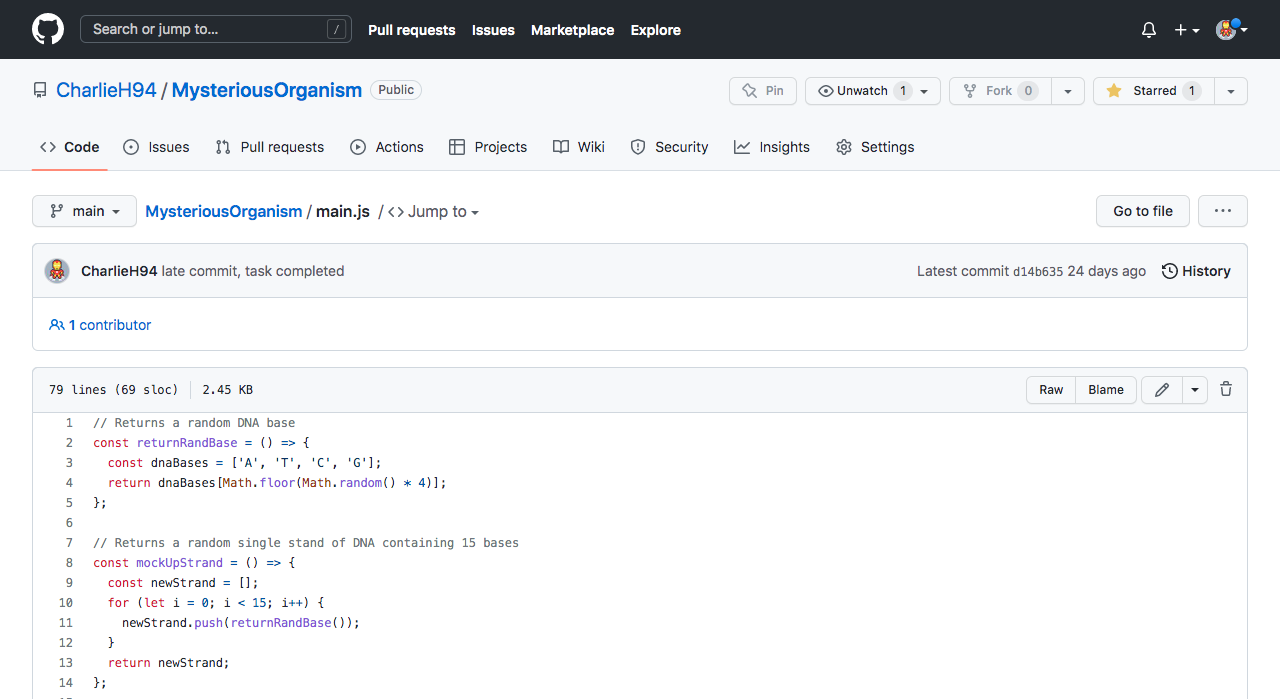 Search or jump to... / Pull requests Issues Marketplace Explore
CharlieH94 / MysteriousOrganism Public Pin Unwatch 1 Fork 0 Starred 1
<> Code Issues Pull requests Actions Projects Wiki Security Insights Settings
main MysteriousOrganism / main.js / <> Jump to Go to file ...
CharlieH94 late commit, task completed Latest commit d14b635 24 days ago History
1 contributor
79 lines (69 sloc) 2.45 KB Raw Blame
1 // Returns a random DNA base
2 const returnRandBase = () => {
3   const dnaBases = ['A', 'T', 'C', 'G'];
4   return dnaBases[Math.floor(Math.random() * 4)];
5 };
6
7 // Returns a random single stand of DNA containing 15 bases
8 const mockUpStrand = () => {
9   const newStrand = [];
10   for (let i = 0; i < 15; i++) {
11     newStrand.push(returnRandBase());
12   }
13   return newStrand;
14 };